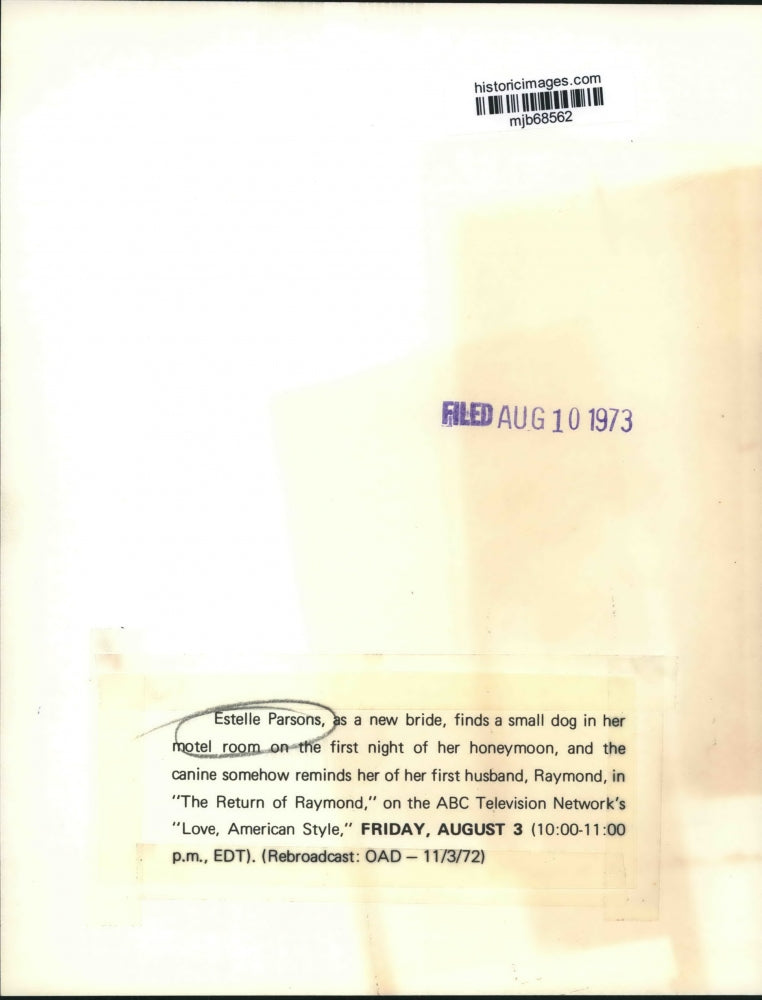 historicimages.com
mjb68562
FILED AUG 10 1973
Estelle Parsons, as a new bride, finds a small dog in her
motel room on the first night of her honeymoon, and the
canine somehow reminds her of her first husband, Raymond, in
"The Return of Raymond," on the ABC Television Network's
"Love, American Style," FRIDAY, AUGUST 3 (10:00-11:00
p.m., EDT). (Rebroadcast: OAD — 11/3/72)